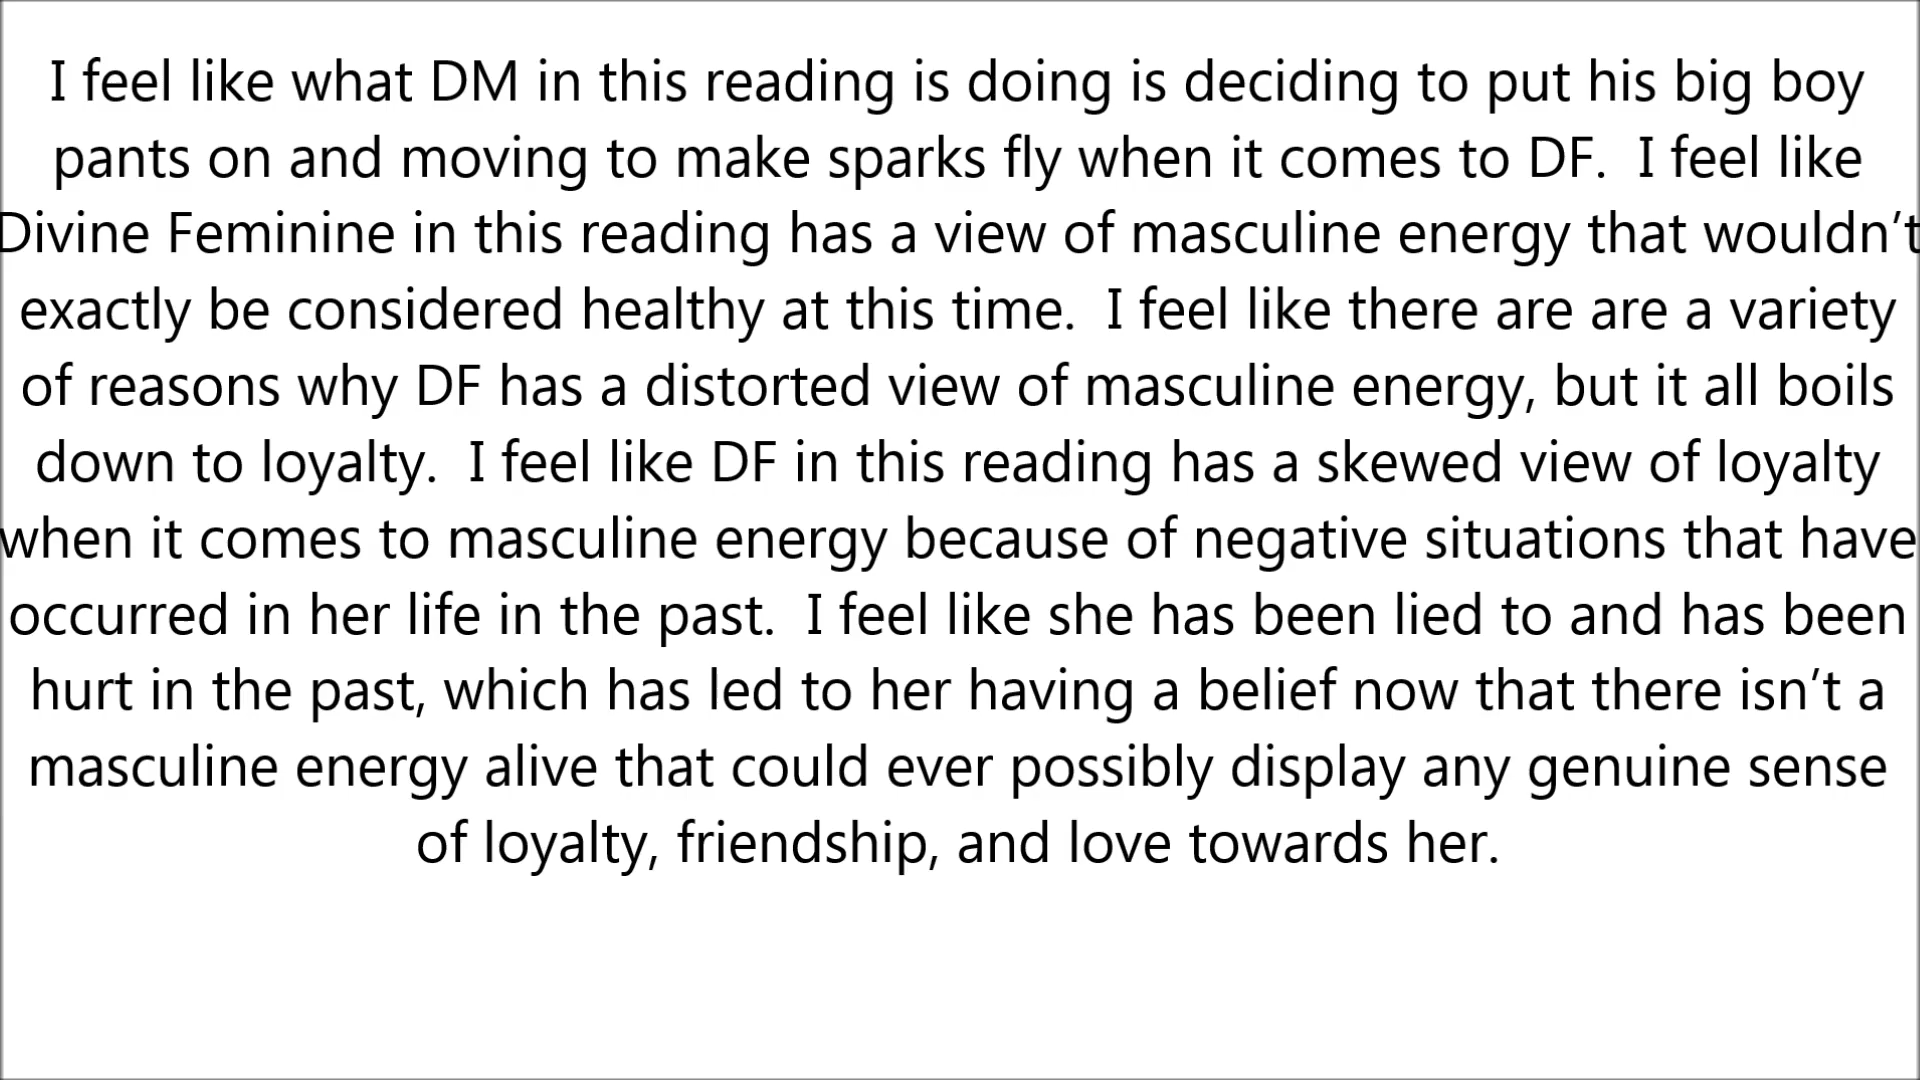 I feel like what DM in this reading is doing is deciding to put his big boy
pants on and moving to make sparks fly when it comes to DF.  I feel like
Divine Feminine in this reading has a view of masculine energy that wouldn’t
exactly be considered healthy at this time.  I feel like there are are a variety
of reasons why DF has a distorted view of masculine energy, but it all boils
down to loyalty.  I feel like DF in this reading has a skewed view of loyalty
when it comes to masculine energy because of negative situations that have
occurred in her life in the past.  I feel like she has been lied to and has been
hurt in the past, which has led to her having a belief now that there isn’t a
masculine energy alive that could ever possibly display any genuine sense
of loyalty, friendship, and love towards her.